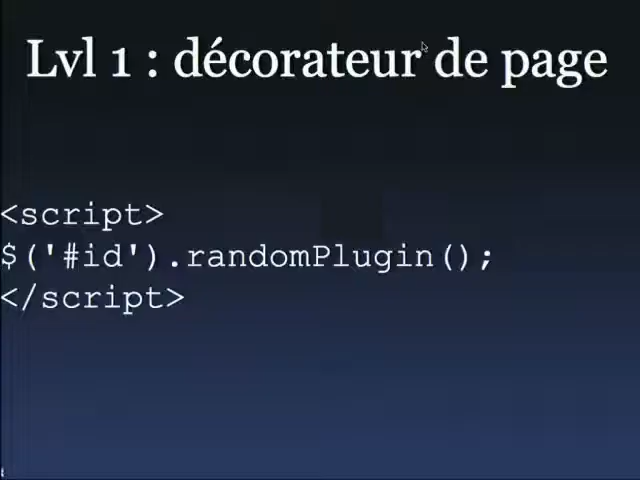 Lvl 1 : décorateur de page
<script>
$('#id').randomPlugin();
</script>